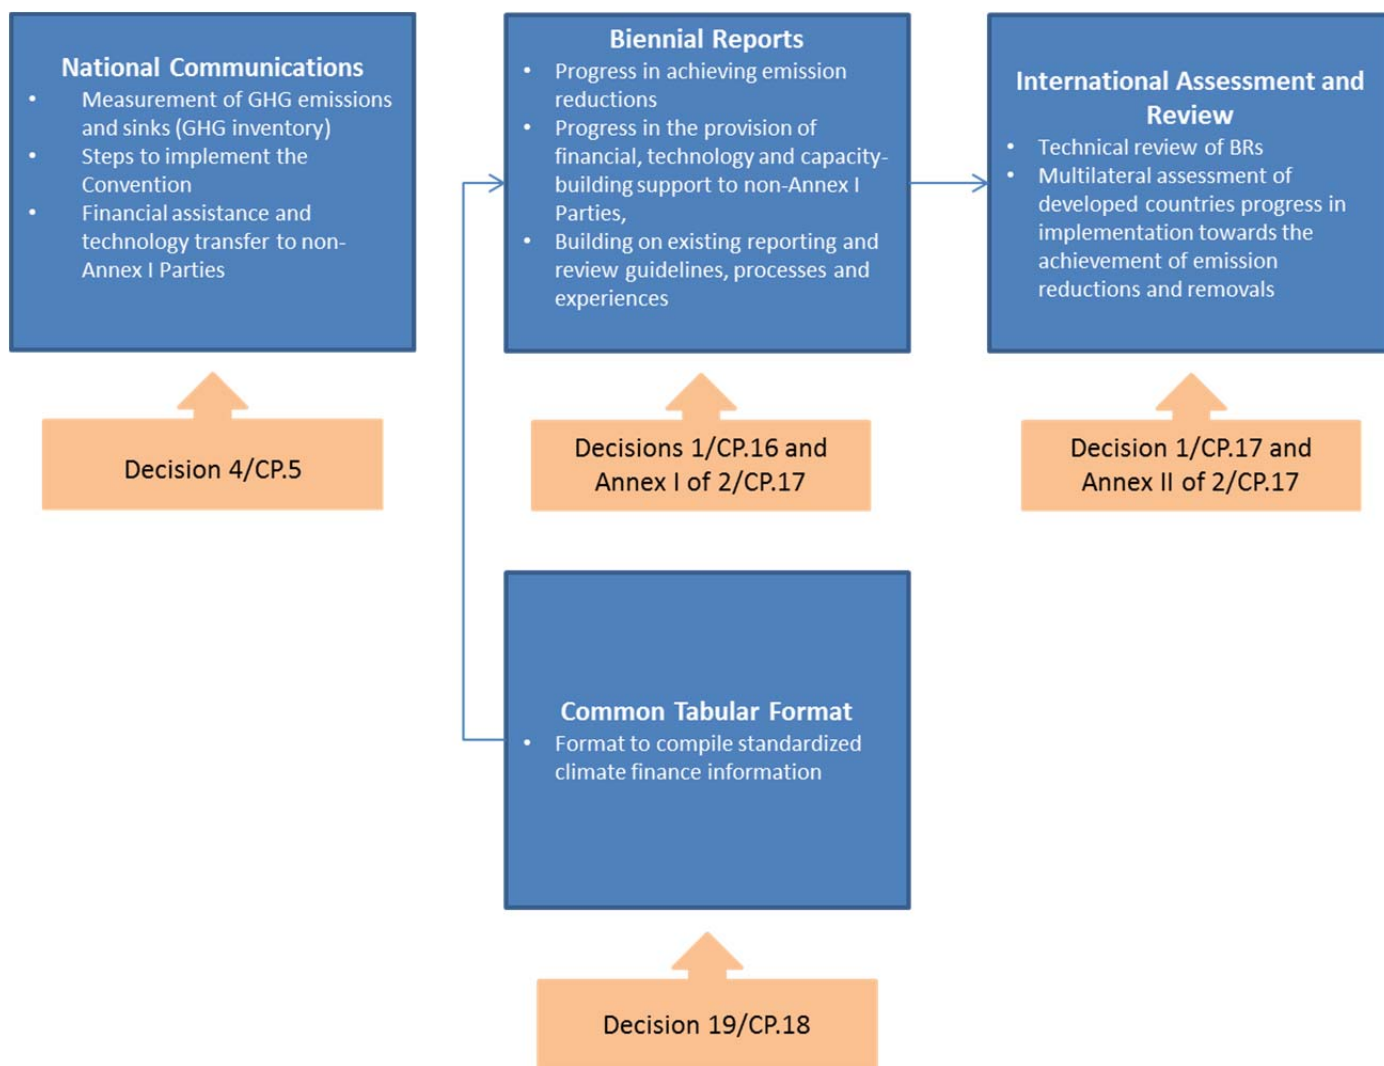 National Communications
• Measurement of GHG emissions
and sinks (GHG inventory)
• Steps to implement the
Convention
• Financial assistance and
technology transfer to non-
Annex I Parties
Biennial Reports
• Progress in achieving emission
reductions
• Progress in the provision of
financial, technology and capacity-
building support to non-Annex I
Parties,
• Building on existing reporting and
review guidelines, processes and
experiences
International Assessment and
Review
• Technical review of BRs
• Multilateral assessment of
developed countries progress in
implementation towards the
achievement of emission
reductions and removals
Decision 4/CP.5
Decisions 1/CP.16 and
Annex I of 2/CP.17
Decision 1/CP.17 and
Annex II of 2/CP.17
Common Tabular Format
• Format to compile standardized
climate finance information
Decision 19/CP.18